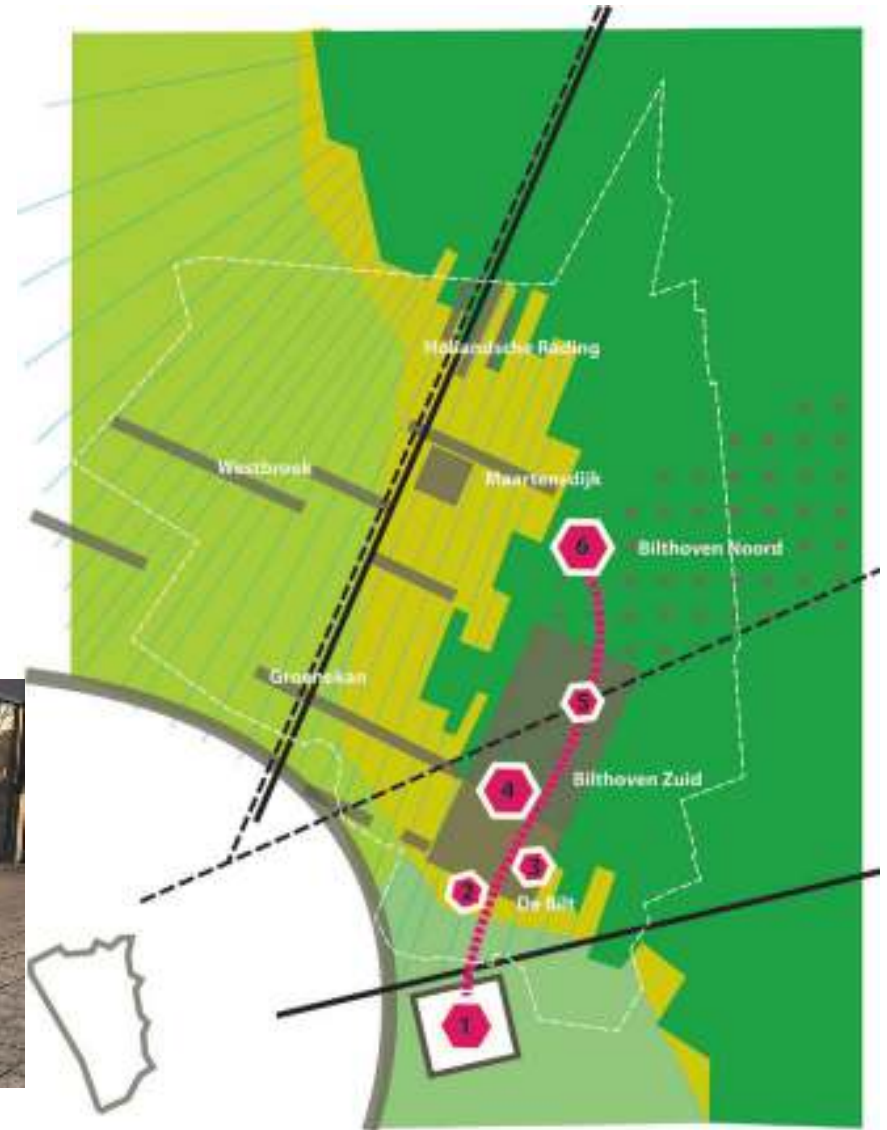 Hollandsche Rading
Westbroek
Maartensdijk
6
Bilthoven Noord
Groenekan
5
Bilthoven Zuid
4
3
2
De Bilt
1